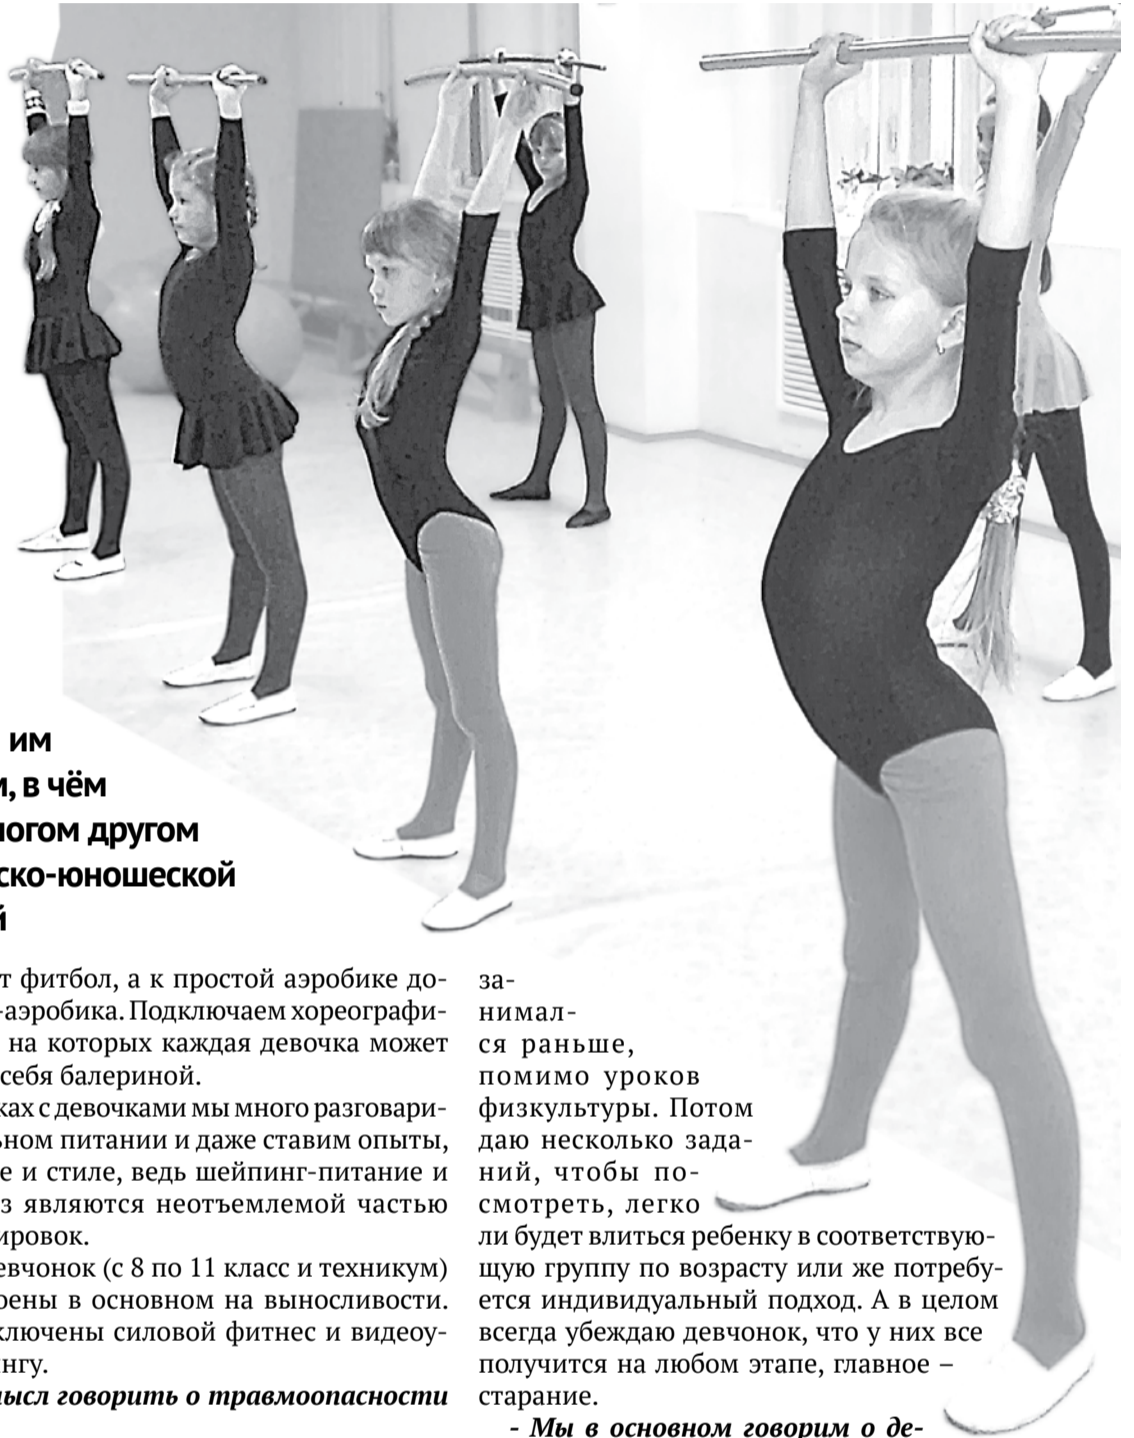 им
, в чём
другом
ско-юношеской
й
т фитбол, а к простой аэробике до-
-аэробика. Подключаем хореографи-
на которых каждая девочка может
себя балериной.
ках с девочками мы много разговари-
ьном питании и даже ставим опыты,
е и стиле, ведь шейпинг-питание и
з являются неотъемлемой частью
ировок.
евчонок (с 8 по 11 класс и техникум)
оены в основном на выносливости.
ключены силовой фитнес и видеоу-
нгу.
ысл говорить о травмоопасности
за-
нимал-
ся раньше,
помимо уроков
физкультуры. Потом
даю несколько зада-
ний, чтобы по-
смотреть, легко
ли будет влиться ребенку в соответствую-
щую группу по возрасту или же потребу-
ется индивидуальный подход. А в целом
всегда убеждаю девчонок, что у них все
получится на любом этапе, главное –
старание.
- Мы в основном говорим о де-